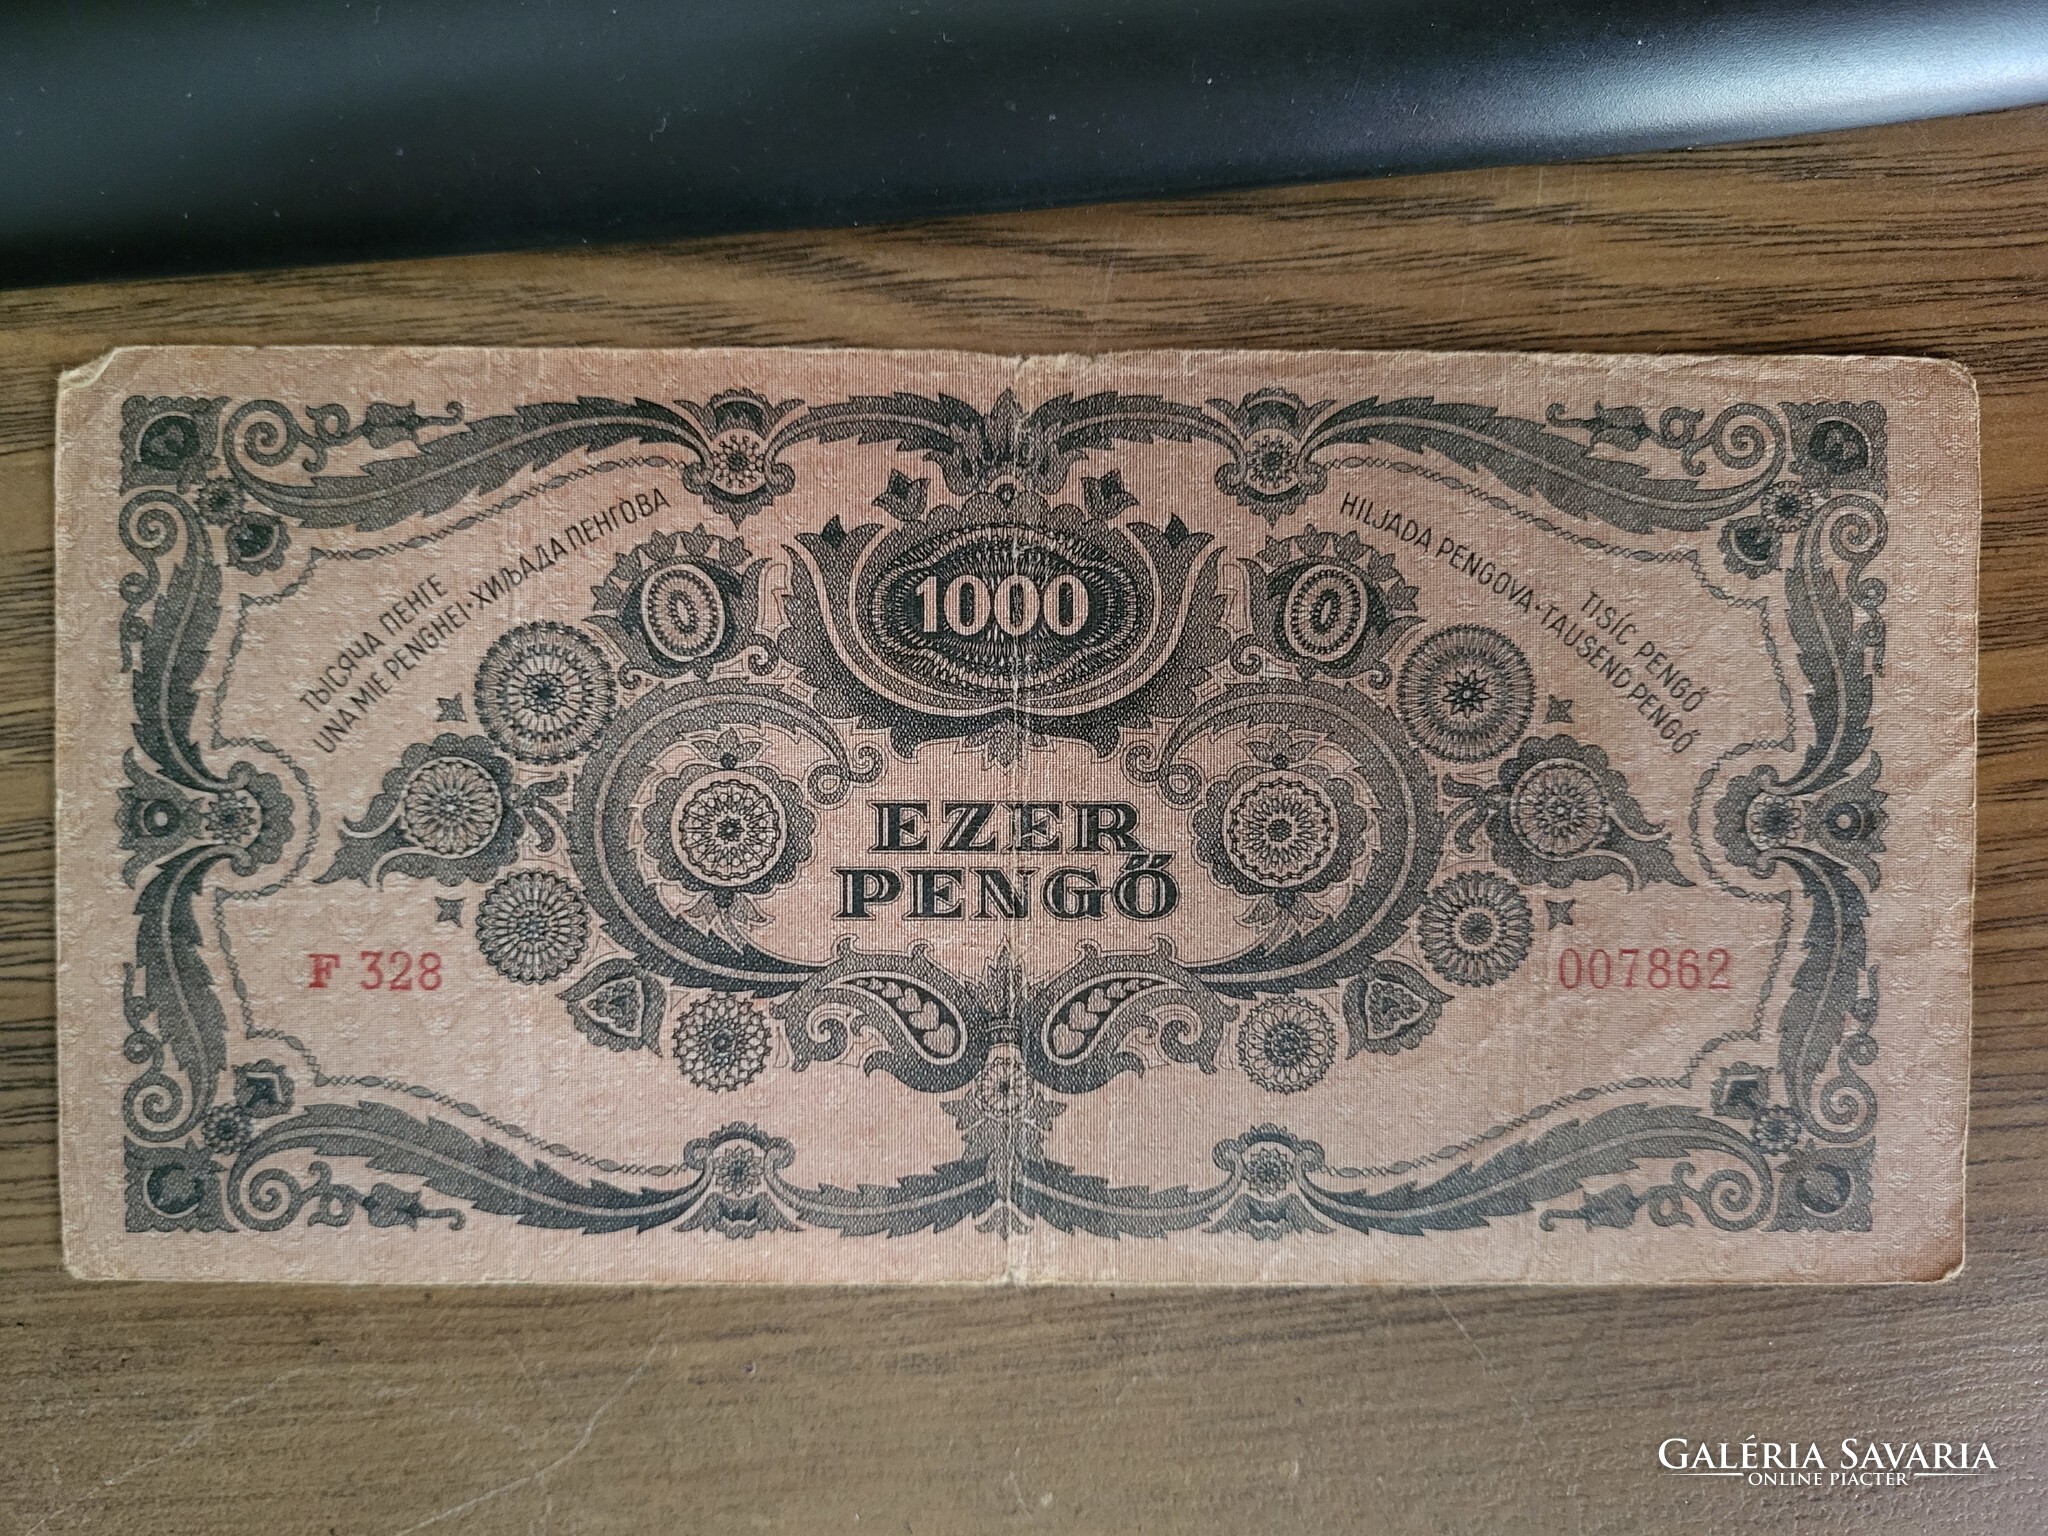 ТЫСЯЧА ПЕНГЕ
UNA MIE PENGHEI · ХИЉАДА ПЕНГОВА
HILJADA PENGOVA · TAUSEND PENGŐ
TISÍC PENGŐ
1000
EZER
PENGŐ
F 328
007862
GALÉRIA SAVARIA
ONLINE PIACTÉR